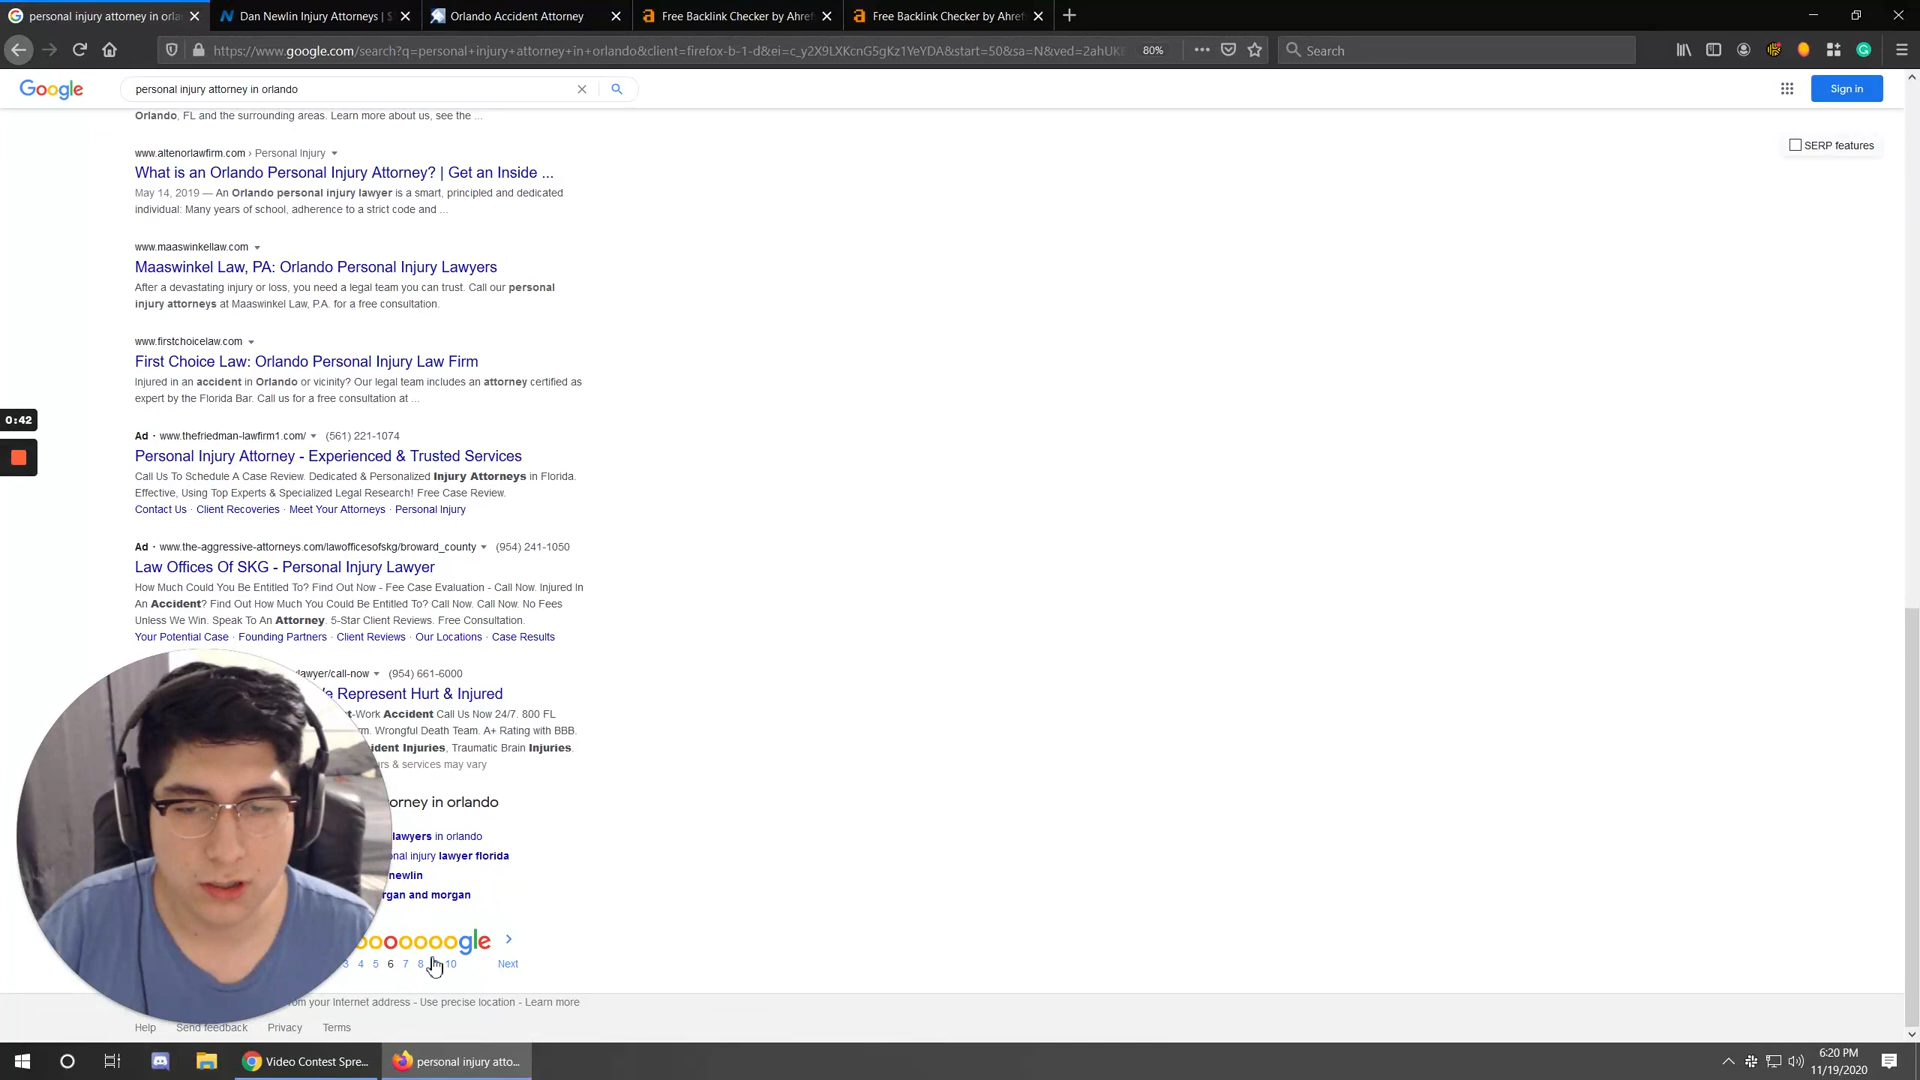 personal injury attorney in orla
Dan Newlin Injury Attorneys | $
Orlando Accident Attorney
Free Backlink Checker by Ahref
Free Backlink Checker by Ahref
https://www.google.com/search?q=personal+injury+attorney+in+orlando&client=firefox-b-1-d&ei=c_y2X9LXKcnG5gKz1YeYDA&start=50&sa=N&ved=2ahUK
80%
Search
Google
personal injury attorney in orlando
Sign in
Orlando, FL and the surrounding areas. Learn more about us, see the ...
SERP features
www.altenorlawfirm.com › Personal Injury
What is an Orlando Personal Injury Attorney? | Get an Inside ...
May 14, 2019 — An Orlando personal injury lawyer is a smart, principled and dedicated
individual: Many years of school, adherence to a strict code and ...
www.maaswinkellaw.com
Maaswinkel Law, PA: Orlando Personal Injury Lawyers
After a devastating injury or loss, you need a legal team you can trust. Call our personal
injury attorneys at Maaswinkel Law, P.A. for a free consultation.
www.firstchoicelaw.com
First Choice Law: Orlando Personal Injury Law Firm
Injured in an accident in Orlando or vicinity? Our legal team includes an attorney certified as
expert by the Florida Bar. Call us for a free consultation at ...
0:42
Ad · www.thefriedman-lawfirm1.com/ (561) 221-1074
Personal Injury Attorney - Experienced & Trusted Services
Call Us To Schedule A Case Review. Dedicated & Personalized Injury Attorneys in Florida.
Effective, Using Top Experts & Specialized Legal Research! Free Case Review.
Contact Us · Client Recoveries · Meet Your Attorneys · Personal Injury
Ad · www.the-aggressive-attorneys.com/lawofficesofskg/broward_county (954) 241-1050
Law Offices Of SKG - Personal Injury Lawyer
How Much Could You Be Entitled To? Find Out Now - Fee Case Evaluation - Call Now. Injured In
An Accident? Find Out How Much You Could Be Entitled To? Call Now. Call Now. No Fees
Unless We Win. Speak To An Attorney. 5-Star Client Reviews. Free Consultation.
Your Potential Case · Founding Partners · Client Reviews · Our Locations · Case Results
lawyer/call-now (954) 661-6000
e Represent Hurt & Injured
t-Work Accident Call Us Now 24/7. 800 FL
rm. Wrongful Death Team. A+ Rating with BBB.
ident Injuries, Traumatic Brain Injuries.
rs & services may vary
orney in orlando
lawyers in orlando
nal injury lawyer florida
newlin
rgan and morgan
oooooooogle
3 4 5 6 7 8 10 Next
om your Internet address - Use precise location - Learn more
Help Send feedback Privacy Terms
Video Contest Spre...
personal injury atto...
6:20 PM
11/19/2020